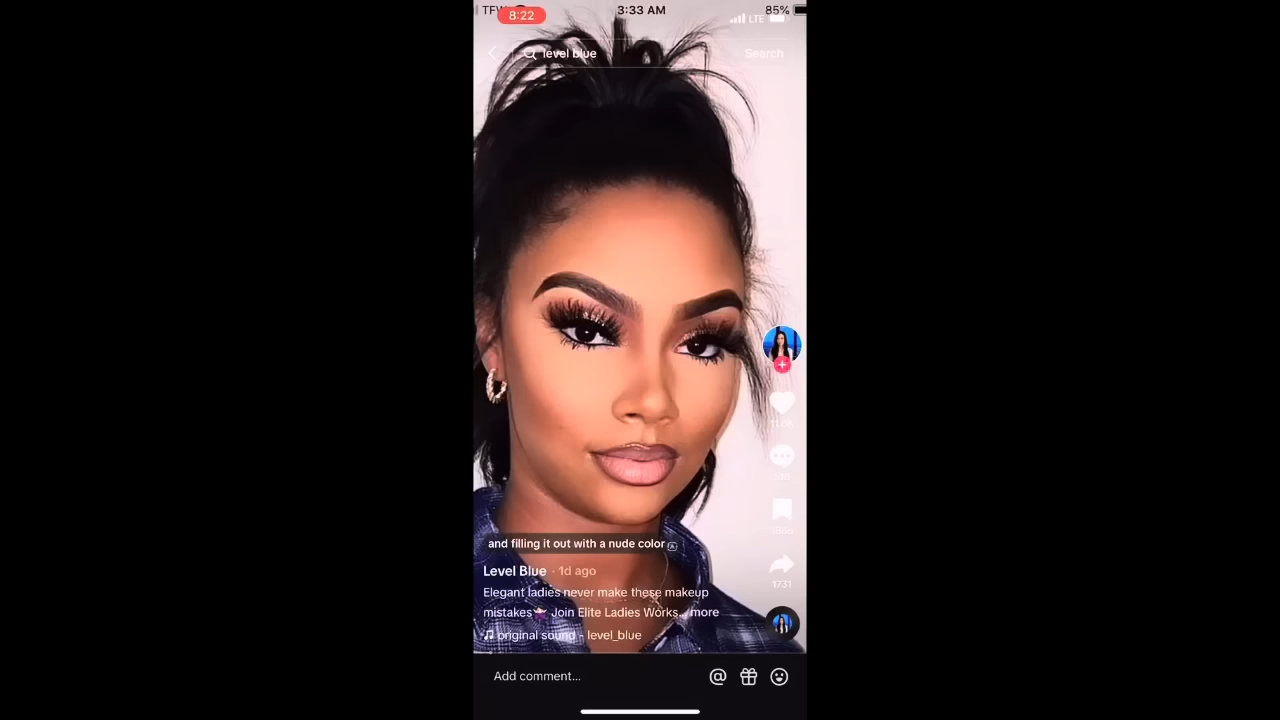 TFW
8:22
3:33 AM
85%
LTE
level blue
Search
and filling it out with a nude color
Level Blue · 1d ago
Elegant ladies never make these makeup
mistakes Join Elite Ladies Works... more
original sound - level_blue
1731
Add comment...